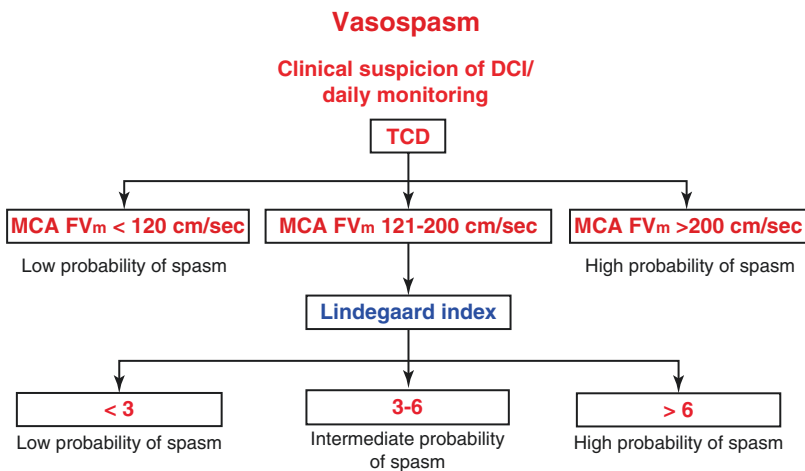 Vasospasm
Clinical suspicion of DCI/
daily monitoring
TCD
MCA FVm < 120 cm/sec
MCA FVm 121-200 cm/sec
MCA FVm >200 cm/sec
Low probability of spasm
High probability of spasm
Lindegaard index
< 3
3-6
> 6
Low probability of spasm
Intermediate probability
of spasm
High probability of spasm